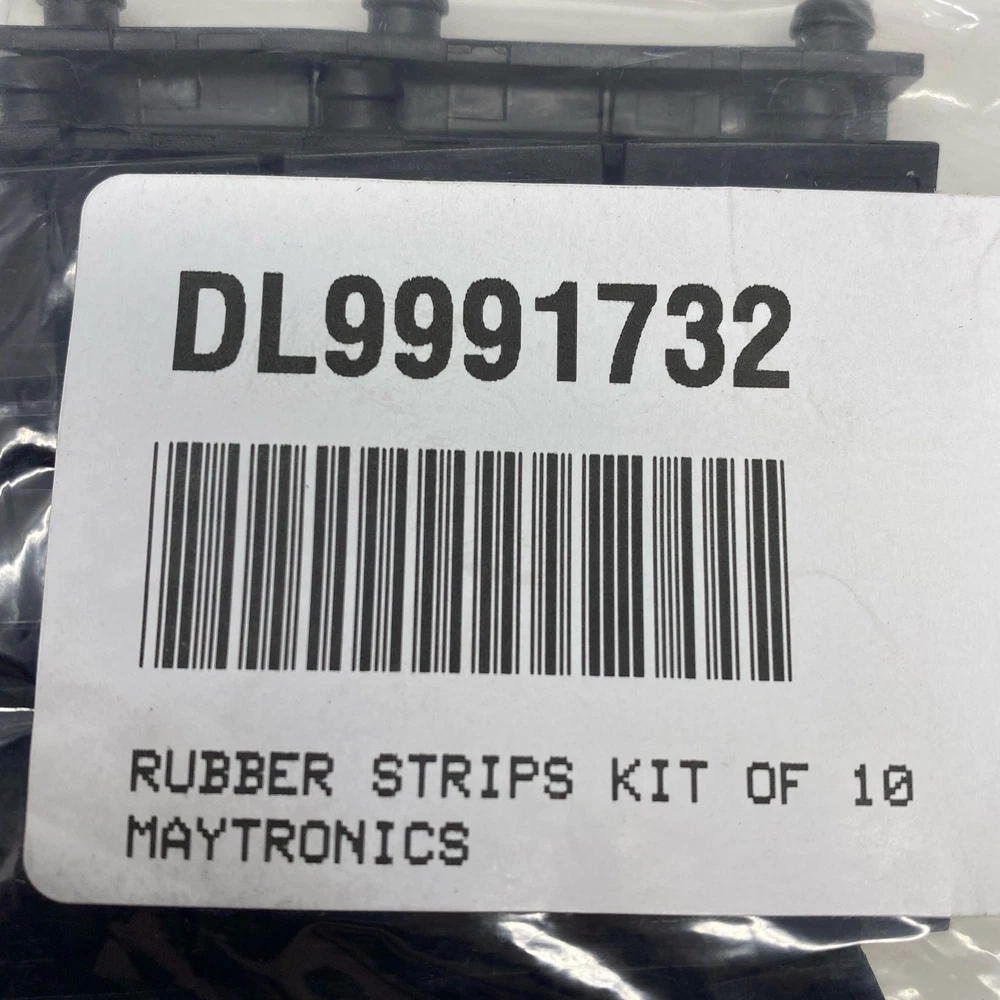 DL9991732
RUBBER STRIPS KIT OF 10
MAYTRONICS